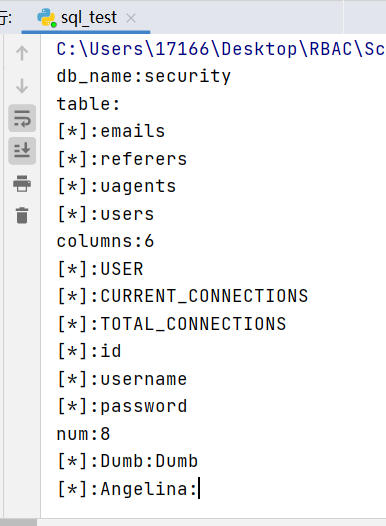 行:
sql_test
C:\Users\17166\Desktop\RBAC\Sc
db_name:security
table:
[*]:emails
[*]:referers
[*]:uagents
[*]:users
columns:6
[*]:USER
[*]:CURRENT_CONNECTIONS
[*]:TOTAL_CONNECTIONS
[*]:id
[*]:username
[*]:password
num:8
[*]:Dumb:Dumb
[*]:Angelina: